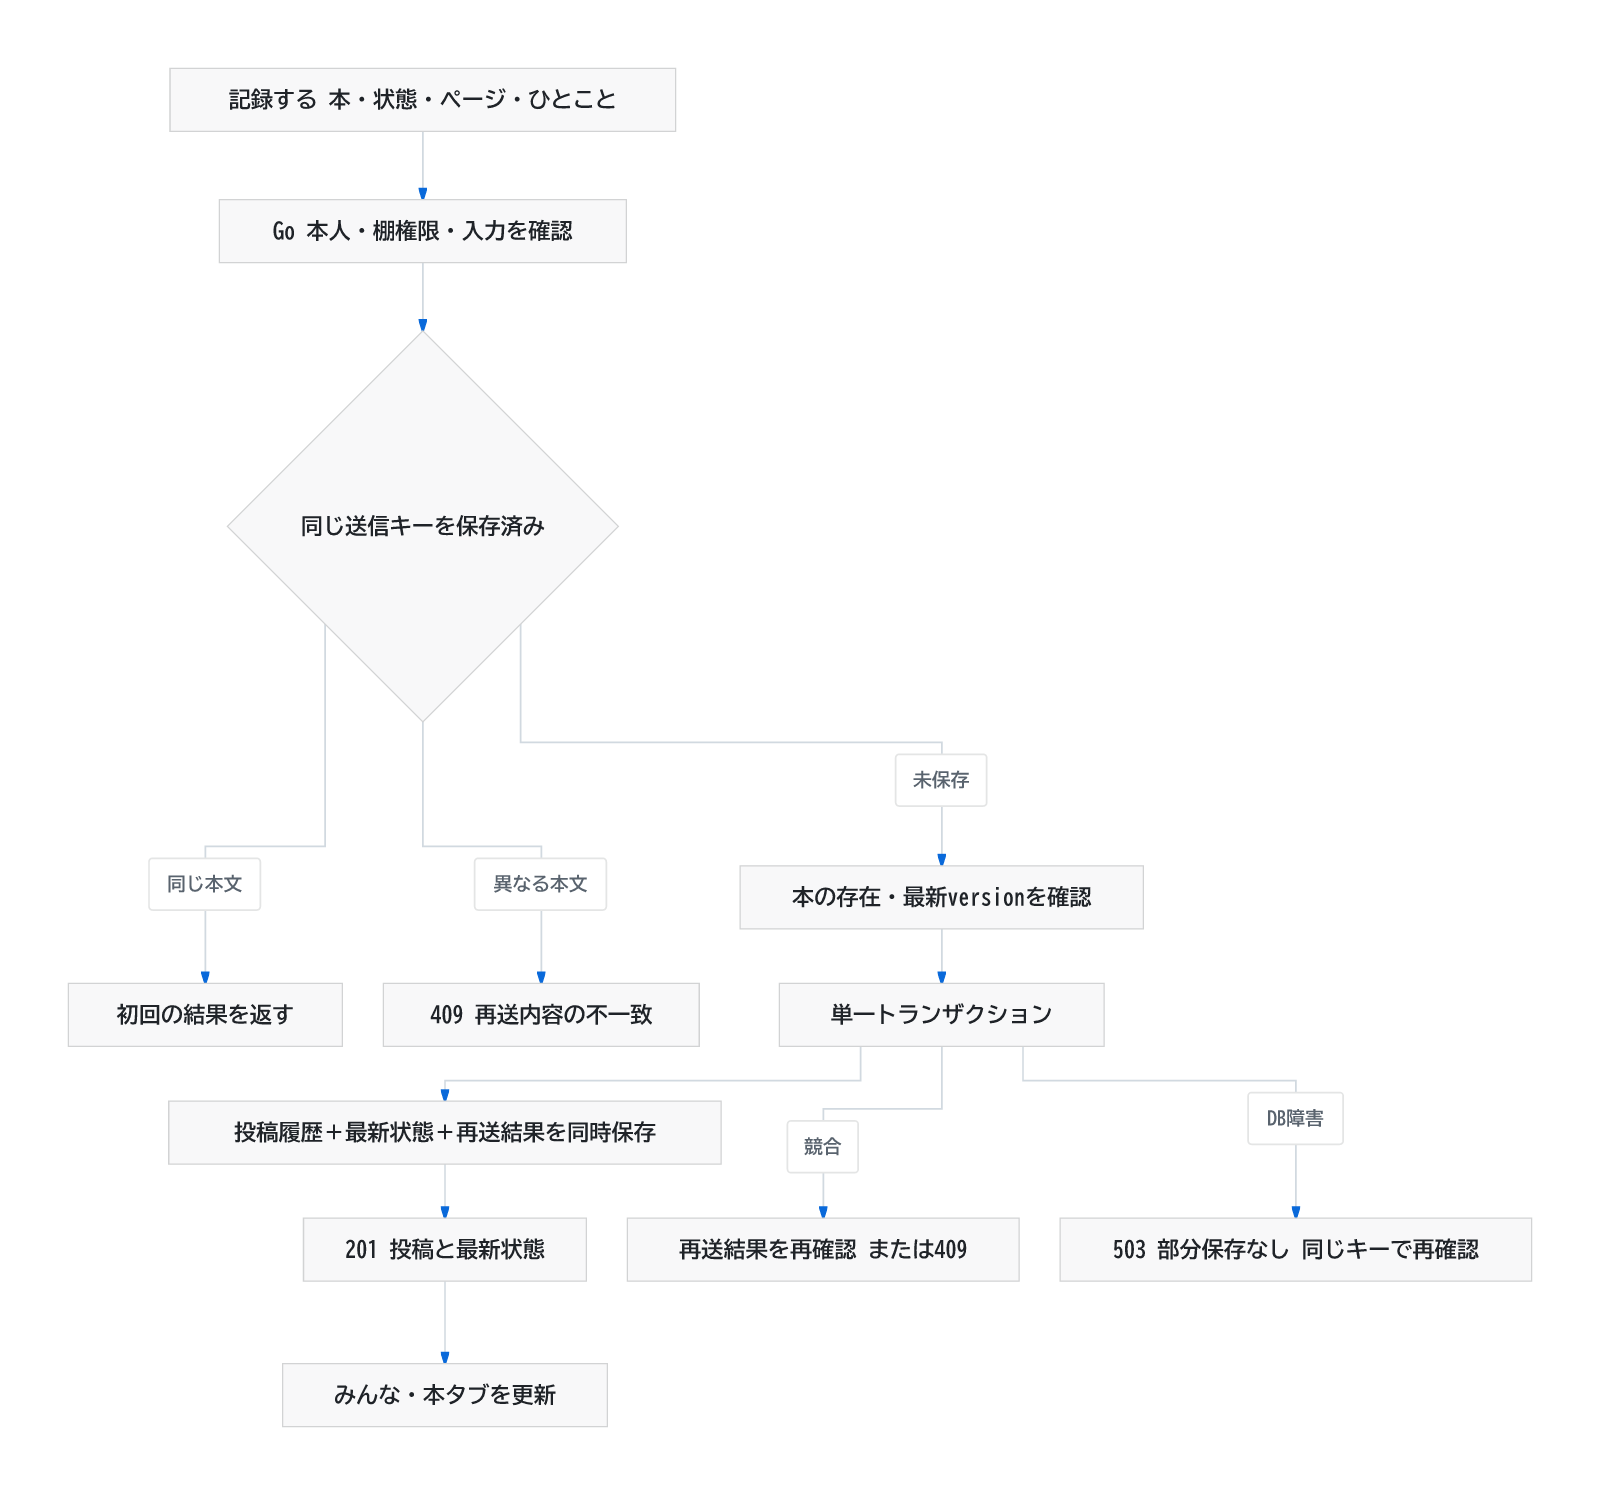 記録する 本・状態・ページ・ひとこと
Go 本人・棚権限・入力を確認
同じ送信キーを保存済み
未保存
同じ本文
異なる本文
本の存在・最新versionを確認
初回の結果を返す
409 再送内容の不一致
単一トランザクション
投稿履歴＋最新状態＋再送結果を同時保存
競合
DB障害
201 投稿と最新状態
再送結果を再確認 または409
503 部分保存なし 同じキーで再確認
みんな・本タブを更新